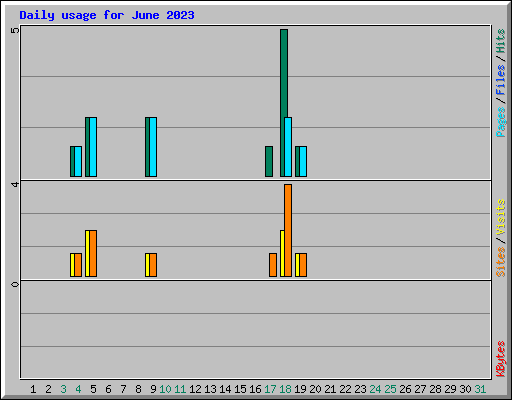 Daily usage for June 2023
5
4
0
Pages/Files/Hits
Sites/Visits
KBytes
1 2 3 4 5 6 7 8 9 10 11 12 13 14 15 16 17 18 19 20 21 22 23 24 25 26 27 28 29 30 31